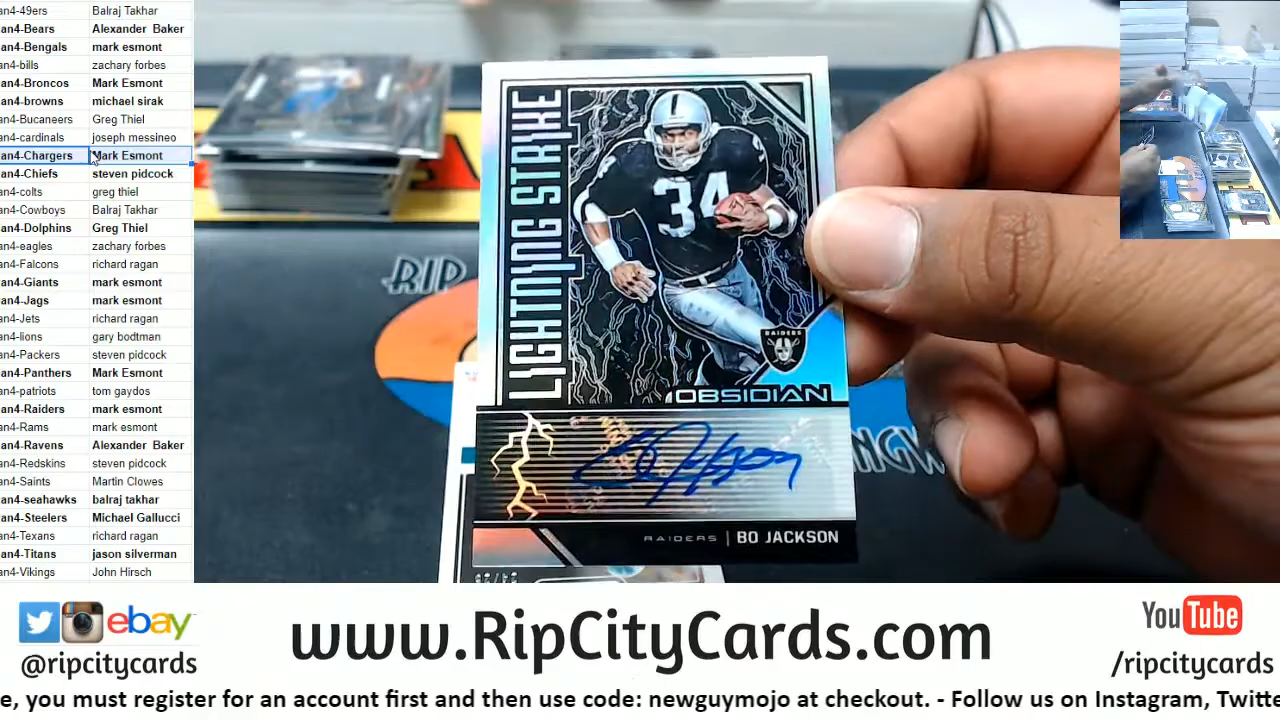 an4-49ers Balraj Takhar
an4-Bears Alexander Baker
an4-Bengals mark esmont
an4-bills zachary forbes
an4-Broncos Mark Esmont
an4-browns michael sirak
an4-Bucaneers Greg Thiel
an4-cardinals joseph messineo
an4-Chargers Mark Esmont
an4-Chiefs steven pidcock
an4-colts greg thiel
an4-Cowboys Balraj Takhar
an4-Dolphins Greg Thiel
an4-eagles zachary forbes
an4-Falcons richard ragan
an4-Giants mark esmont
an4-Jags mark esmont
an4-Jets richard ragan
an4-lions gary bodtman
an4-Packers steven pidcock
an4-Panthers Mark Esmont
an4-patriots tom gaydos
an4-Raiders mark esmont
an4-Rams mark esmont
an4-Ravens Alexander Baker
an4-Redskins steven pidcock
an4-Saints Martin Clowes
an4-seahawks balraj takhar
an4-Steelers Michael Gallucci
an4-Texans richard ragan
an4-Titans jason silverman
an4-Vikings John Hirsch
LIGHTNING STRIKE
34
RAIDERS
OBSIDIAN
Bo Jackson
RAIDERS | BO JACKSON
RIP
ebay
@ripcitycards
www.RipCityCards.com
YouTube
/ripcitycards
e, you must register for an account first and then use code: newguymojo at checkout. - Follow us on Instagram, Twitte